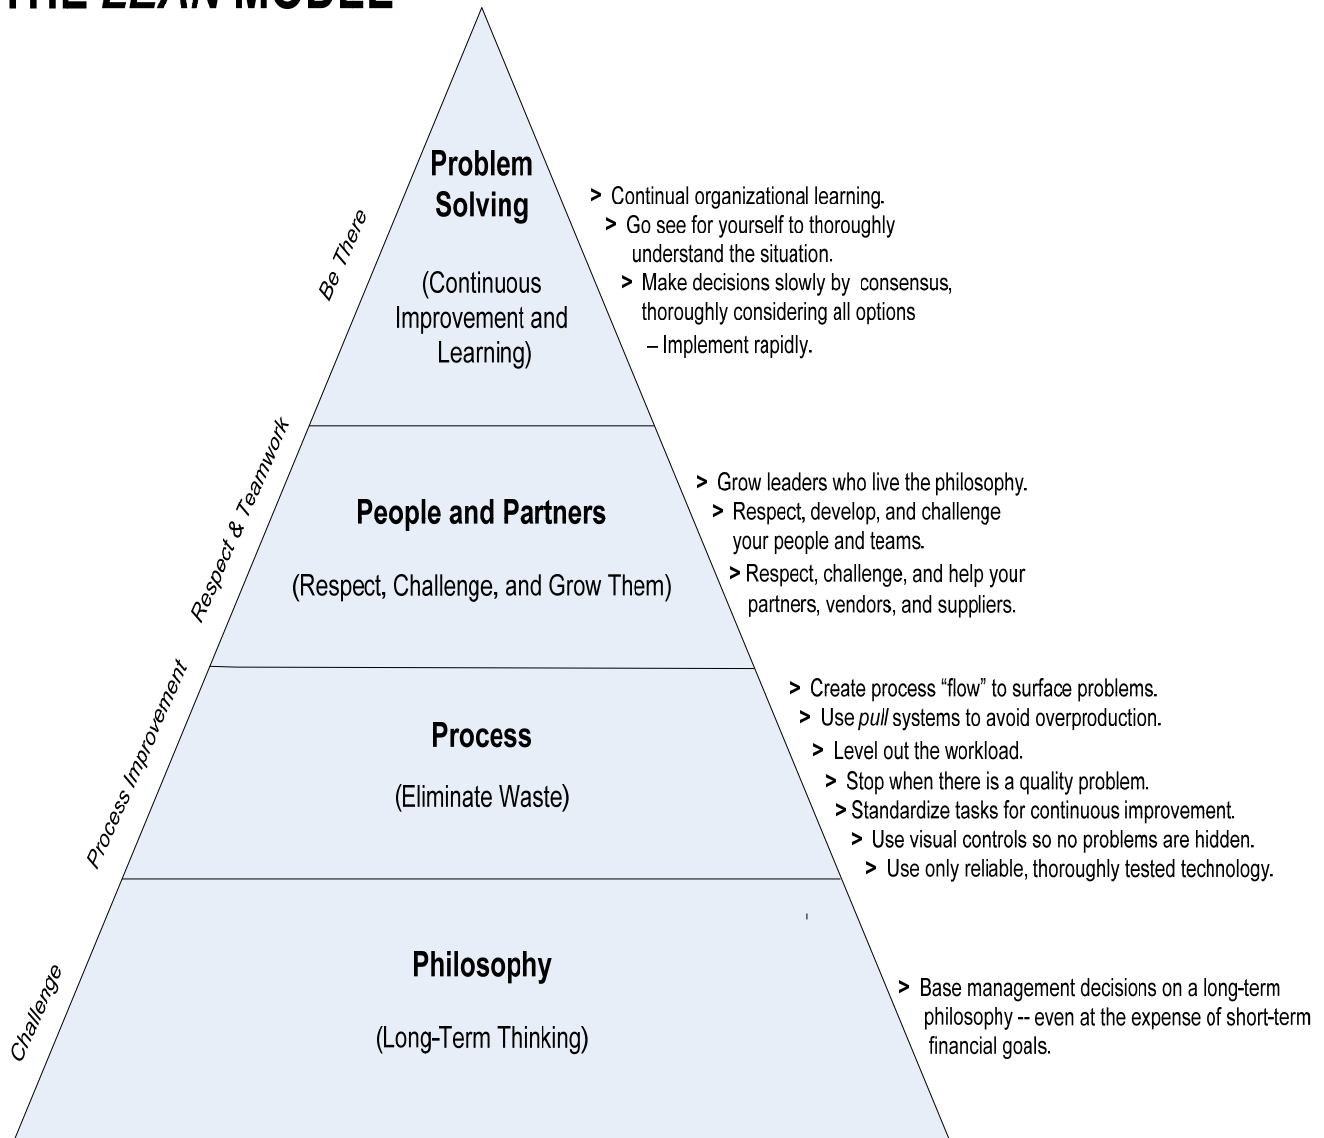 THE LEAN MODEL
Problem
Solving
(Continuous
Improvement and
Learning)
Be There
> Continual organizational learning.
> Go see for yourself to thoroughly
understand the situation.
> Make decisions slowly by consensus,
thoroughly considering all options
– Implement rapidly.
People and Partners
(Respect, Challenge, and Grow Them)
Respect & Teamwork
> Grow leaders who live the philosophy.
> Respect, develop, and challenge
your people and teams.
> Respect, challenge, and help your
partners, vendors, and suppliers.
Process
(Eliminate Waste)
Process Improvement
> Create process “flow” to surface problems.
> Use pull systems to avoid overproduction.
> Level out the workload.
> Stop when there is a quality problem.
> Standardize tasks for continuous improvement.
> Use visual controls so no problems are hidden.
> Use only reliable, thoroughly tested technology.
Philosophy
(Long-Term Thinking)
Challenge
> Base management decisions on a long-term
philosophy -- even at the expense of short-term
financial goals.